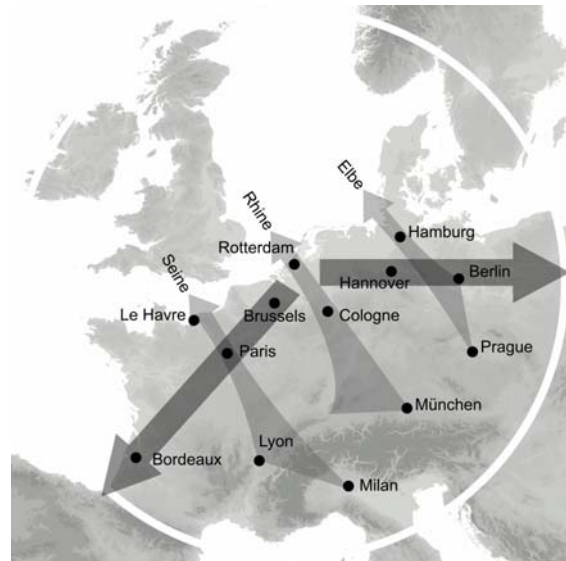 Elbe
Rhine
Hamburg
Rotterdam
Seine
Hannover
Berlin
Brussels
Le Havre
Cologne
Paris
Prague
München
Lyon
Bordeaux
Milan